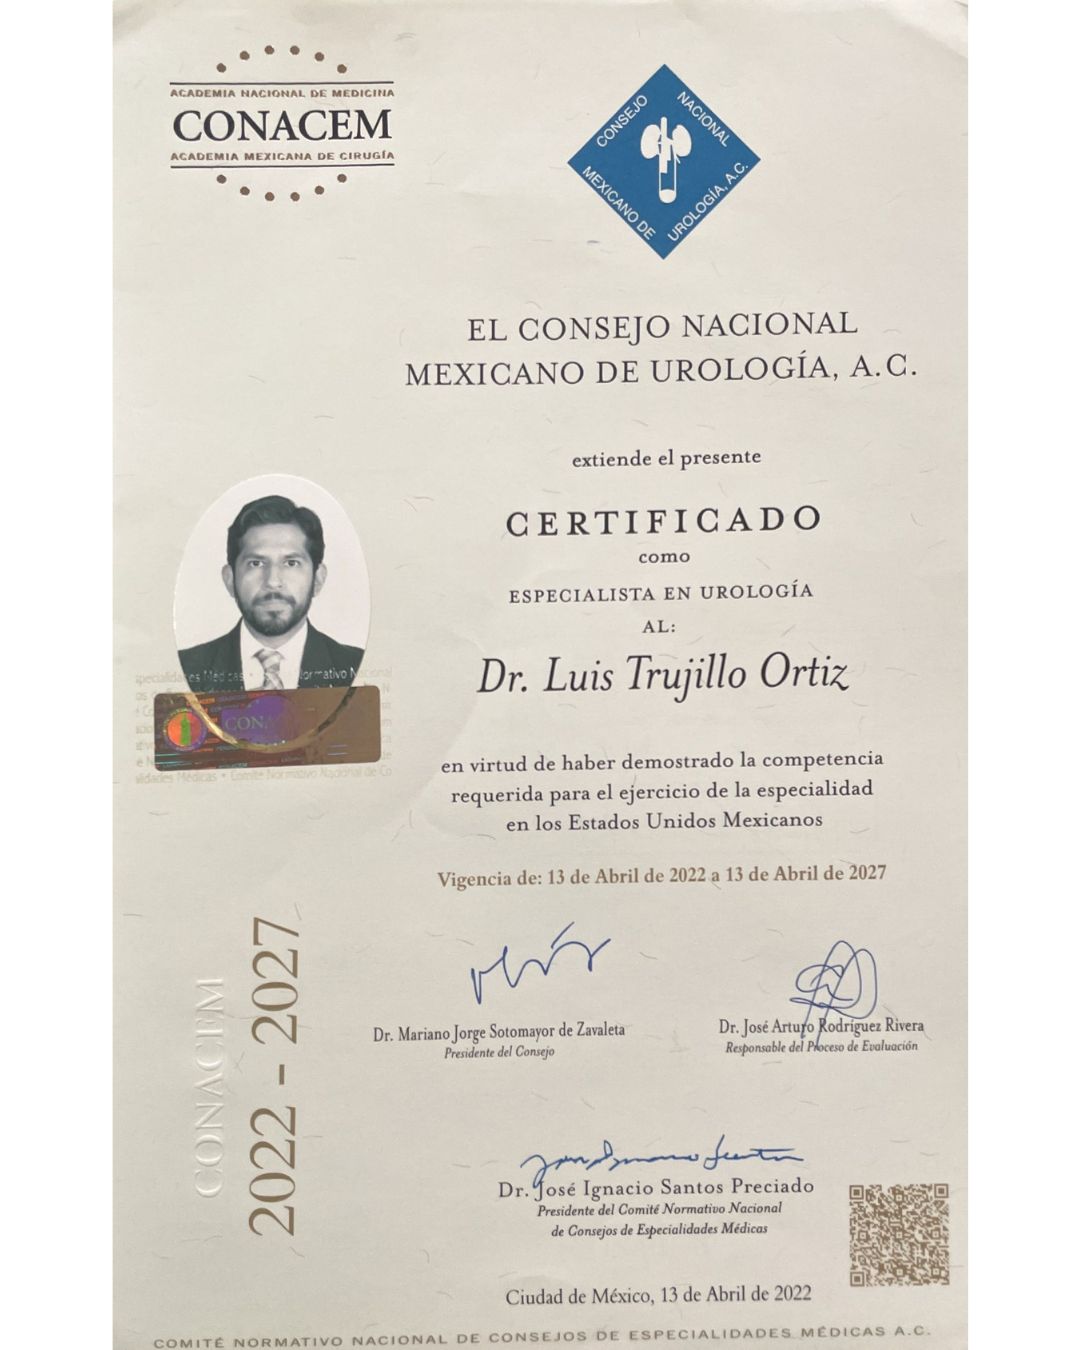 ACADEMIA NACIONAL DE MEDICINA
CONACEM
ACADEMIA MEXICANA DE CIRUGÍA
CONSEJO NACIONAL
MEXICANO DE UROLOGÍA, A.C.
EL CONSEJO NACIONAL
MEXICANO DE UROLOGÍA, A.C.
extiende el presente
CERTIFICADO
como
ESPECIALISTA EN UROLOGÍA
AL:
Dr. Luis Trujillo Ortiz
en virtud de haber demostrado la competencia
requerida para el ejercicio de la especialidad
en los Estados Unidos Mexicanos
Vigencia de: 13 de Abril de 2022 a 13 de Abril de 2027
CONACEM
2022 - 2027
Dr. Mariano Jorge Sotomayor de Zavaleta
Presidente del Consejo
Dr. José Arturo Rodríguez Rivera
Responsable del Proceso de Evaluación
Dr. José Ignacio Santos Preciado
Presidente del Comité Normativo Nacional
de Consejos de Especialidades Médicas
Ciudad de México, 13 de Abril de 2022
COMITÉ NORMATIVO NACIONAL DE CONSEJOS DE ESPECIALIDADES MÉDICAS A.C.